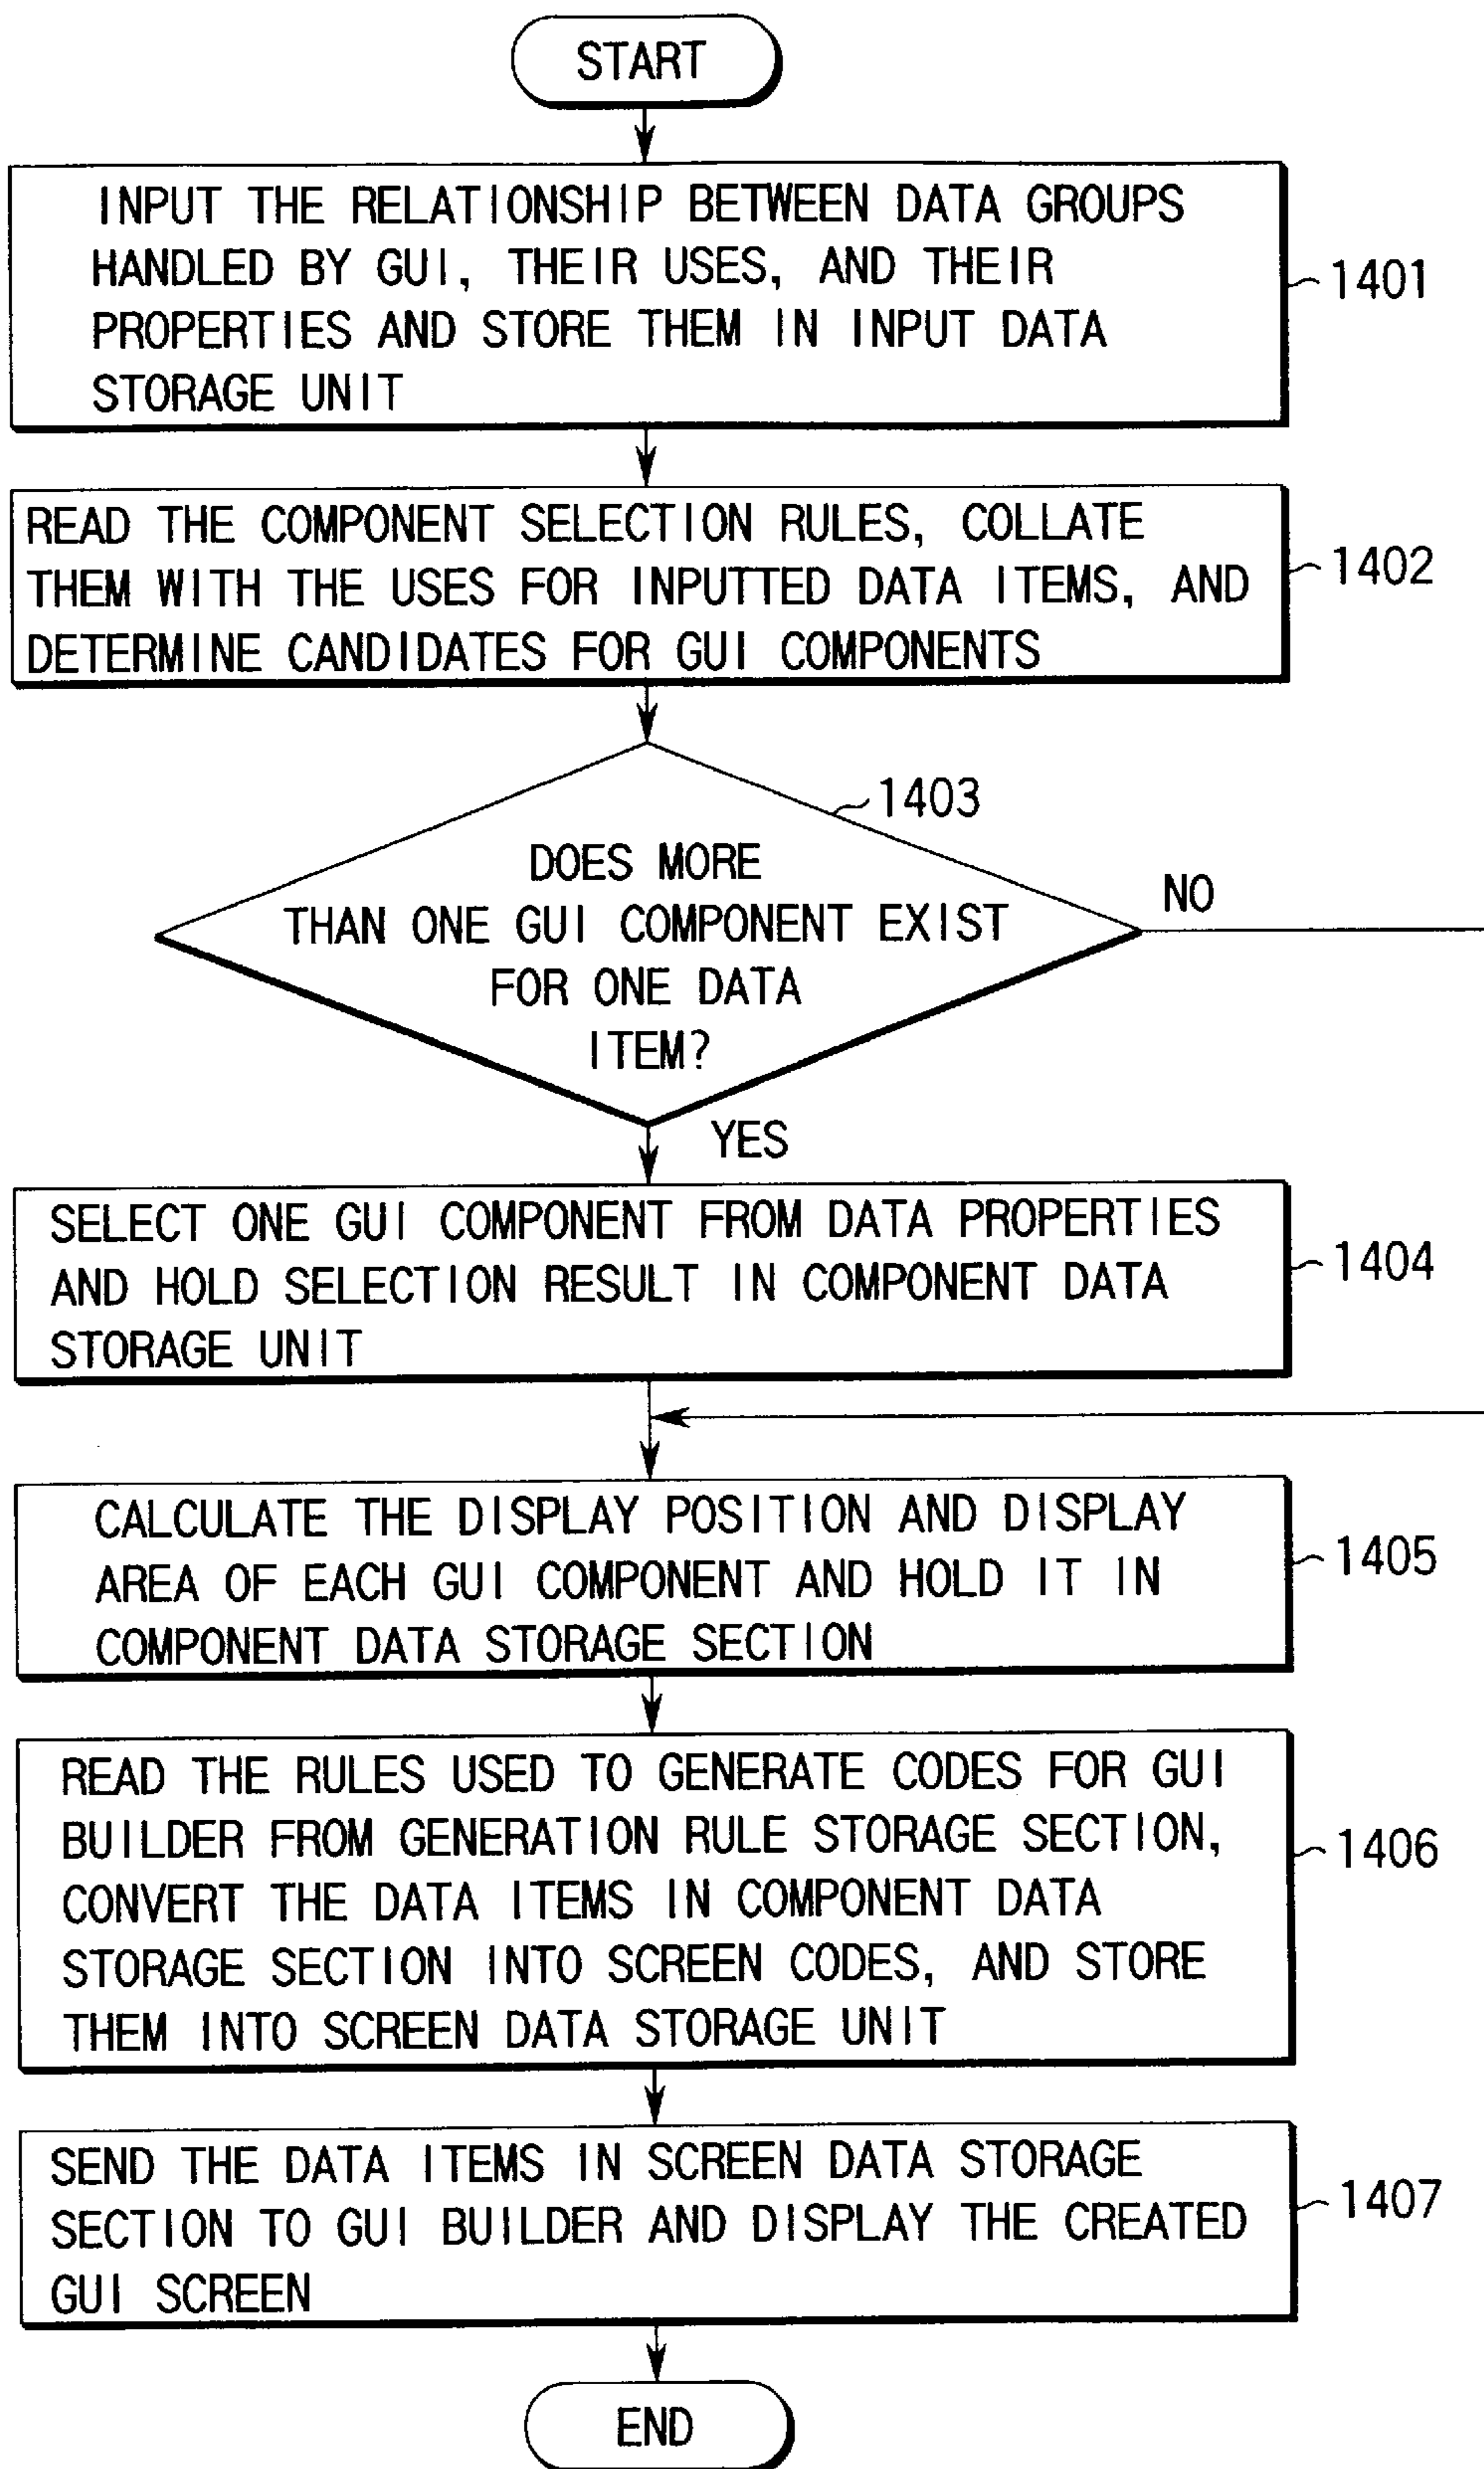 START
INPUT THE RELATIONSHIP BETWEEN DATA GROUPS
HANDLED BY GUI, THEIR USES, AND THEIR
PROPERTIES AND STORE THEM IN INPUT DATA
STORAGE UNIT
1401
READ THE COMPONENT SELECTION RULES, COLLATE
THEM WITH THE USES FOR INPUTTED DATA ITEMS, AND
DETERMINE CANDIDATES FOR GUI COMPONENTS
1402
1403
DOES MORE
THAN ONE GUI COMPONENT EXIST
FOR ONE DATA
ITEM?
NO
YES
SELECT ONE GUI COMPONENT FROM DATA PROPERTIES
AND HOLD SELECTION RESULT IN COMPONENT DATA
STORAGE UNIT
1404
CALCULATE THE DISPLAY POSITION AND DISPLAY
AREA OF EACH GUI COMPONENT AND HOLD IT IN
COMPONENT DATA STORAGE SECTION
1405
READ THE RULES USED TO GENERATE CODES FOR GUI
BUILDER FROM GENERATION RULE STORAGE SECTION,
CONVERT THE DATA ITEMS IN COMPONENT DATA
STORAGE SECTION INTO SCREEN CODES, AND STORE
THEM INTO SCREEN DATA STORAGE UNIT
1406
SEND THE DATA ITEMS IN SCREEN DATA STORAGE
SECTION TO GUI BUILDER AND DISPLAY THE CREATED
GUI SCREEN
1407
END